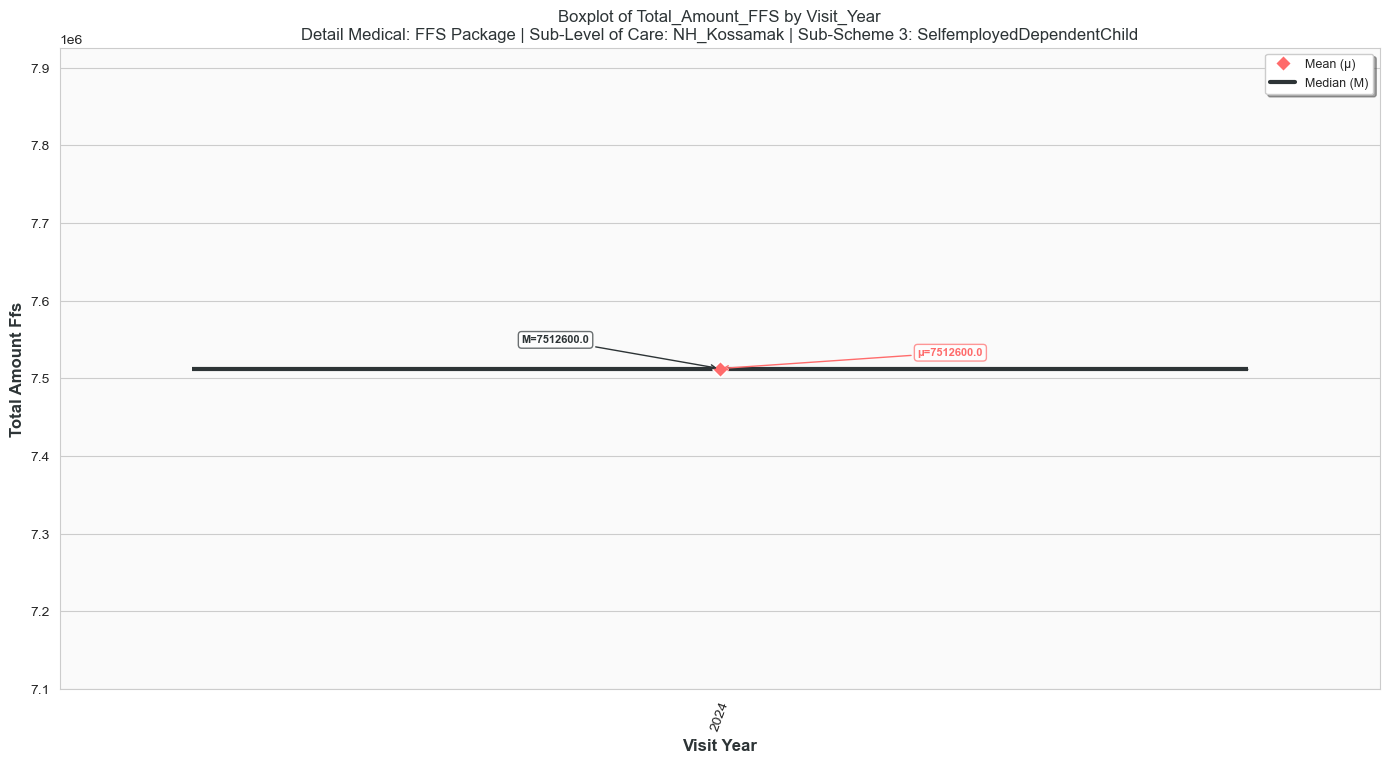 Boxplot of Total_Amount_FFS by Visit_Year
Detail Medical: FFS Package | Sub-Level of Care: NH_Kossamak | Sub-Scheme 3: SelfemployedDependentChild
1e6
Mean (μ)
Median (M)
7.9
7.8
7.7
7.6
7.5
7.4
7.3
7.2
7.1
Total Amount Ffs
M=7512600.0
μ=7512600.0
2024
Visit Year